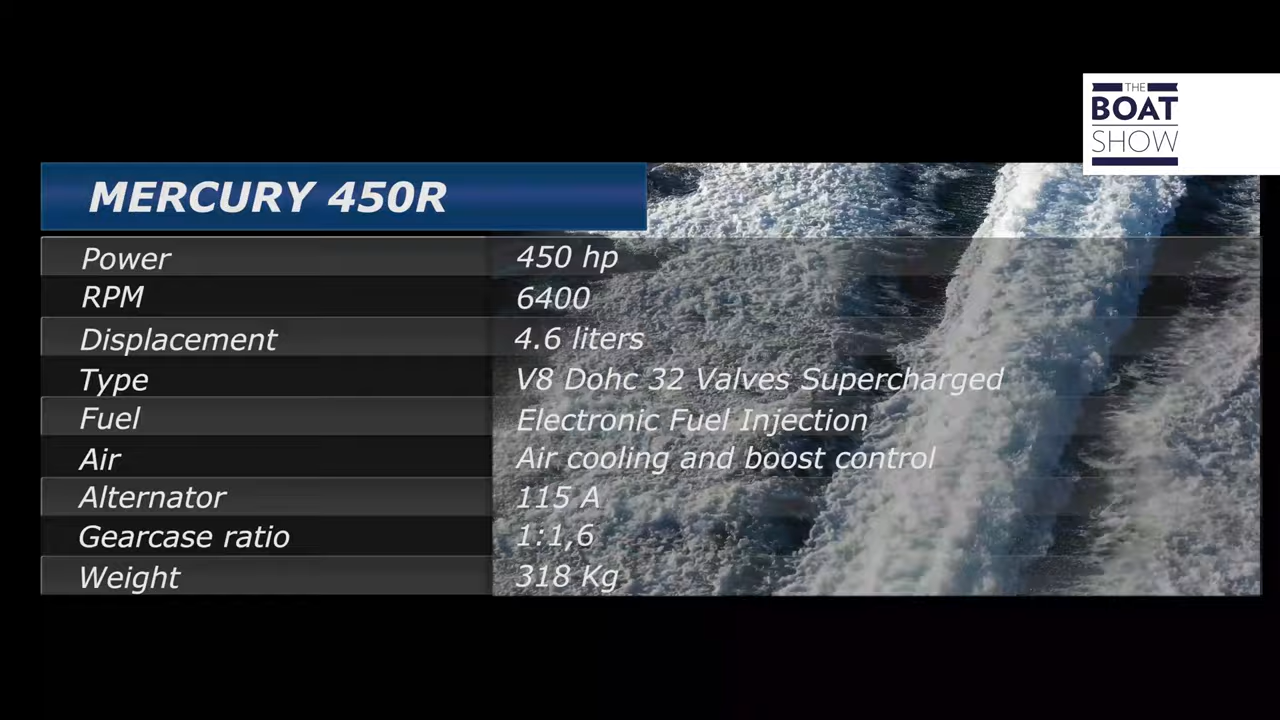 THE
BOAT
SHOW
MERCURY 450R
Power 450 hp
RPM 6400
Displacement 4.6 liters
Type V8 Dohc 32 Valves Supercharged
Fuel Electronic Fuel Injection
Air Air cooling and boost control
Alternator 115 A
Gearcase ratio 1:1,6
Weight 318 Kg